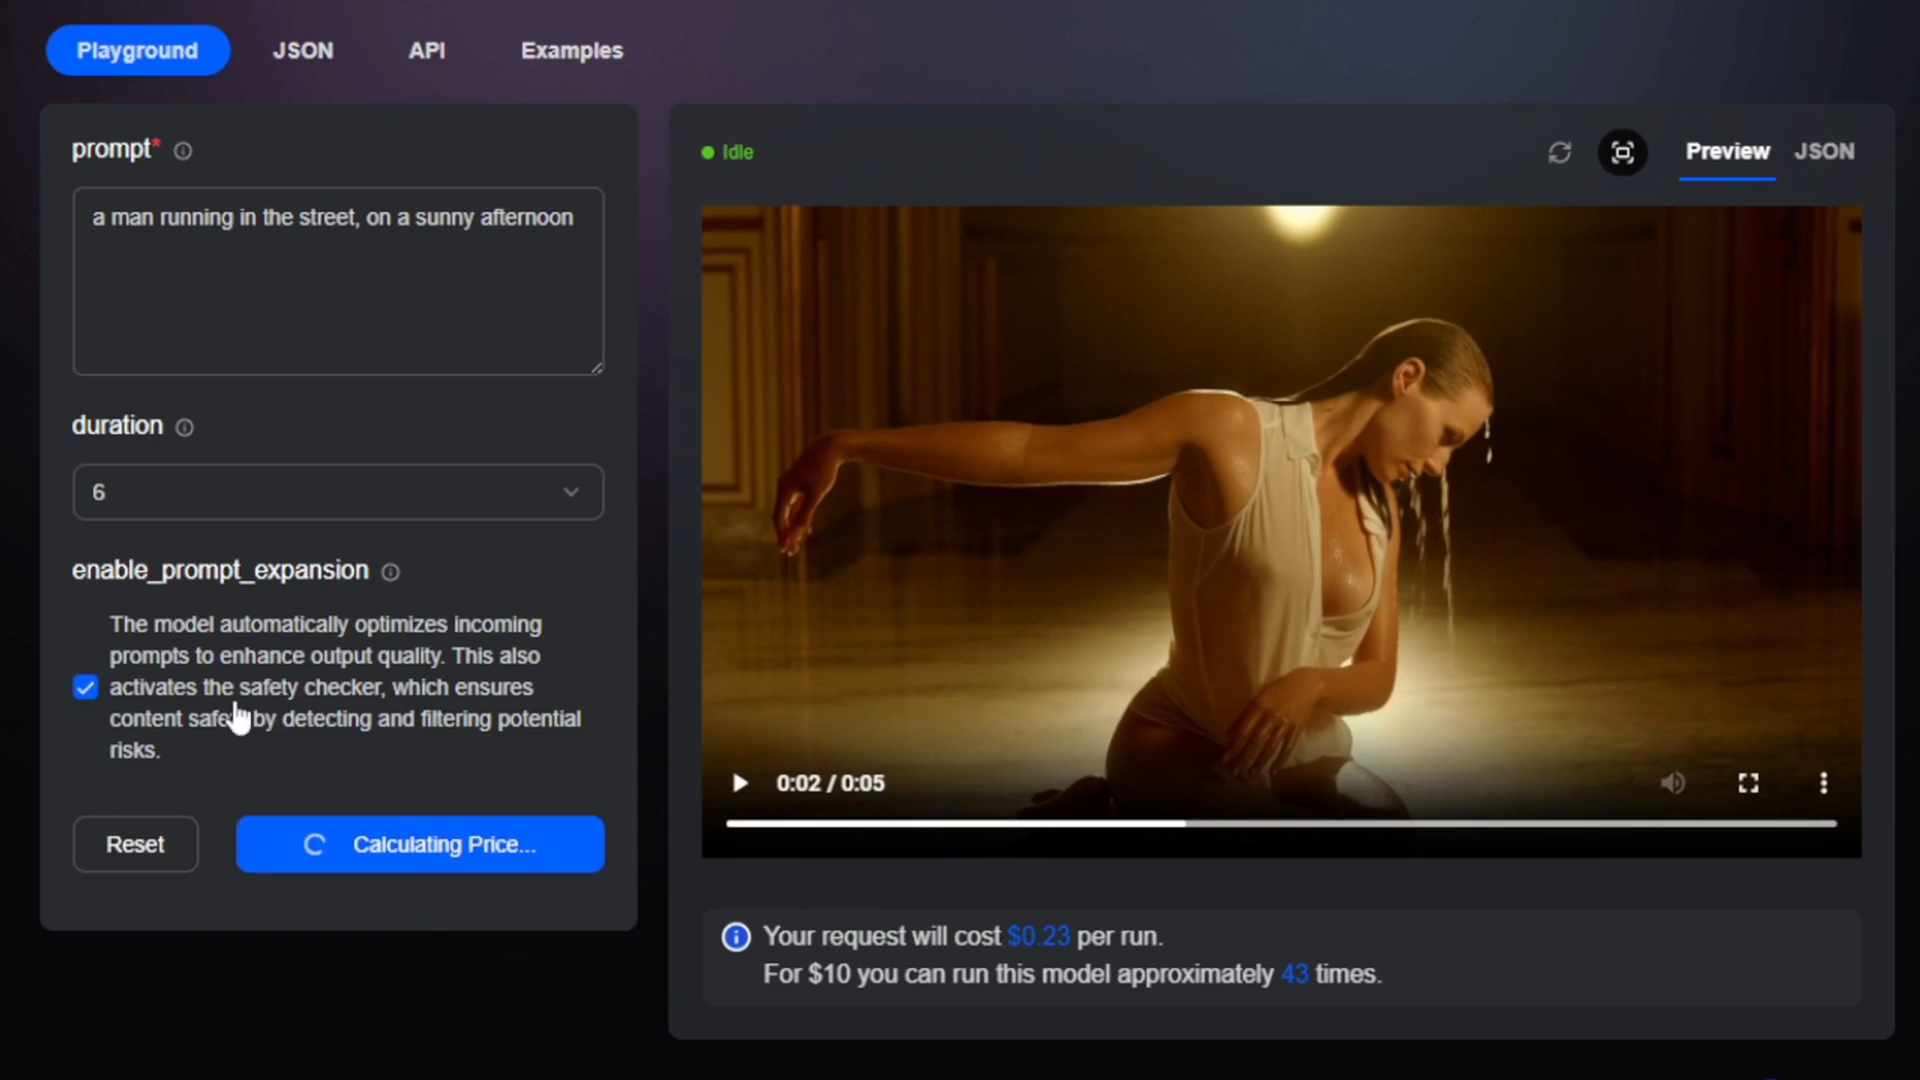 Playground JSON API Examples
prompt*
a man running in the street, on a sunny afternoon
duration
6
enable_prompt_expansion
The model automatically optimizes incoming
prompts to enhance output quality. This also
activates the safety checker, which ensures
content safe by detecting and filtering potential
risks.
Reset Calculating Price...
Idle
Preview JSON
0:02 / 0:05
Your request will cost $0.23 per run.
For $10 you can run this model approximately 43 times.